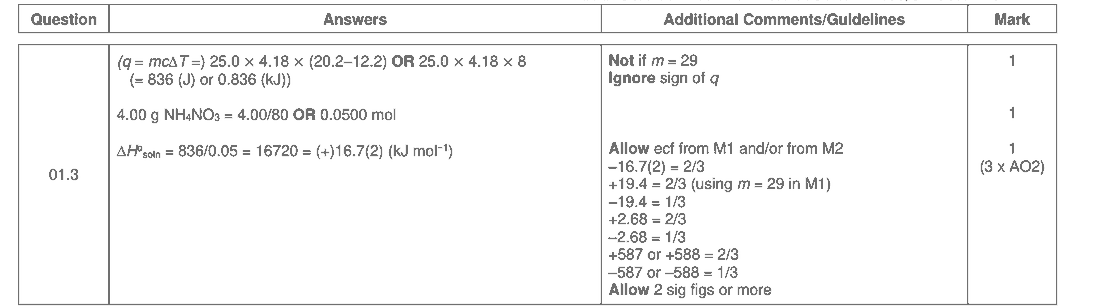 Question Answers Additional Comments/Guidelines Mark
(q = mcΔT =) 25.0 × 4.18 × (20.2–12.2) OR 25.0 × 4.18 × 8 Not if m = 29 1
(= 836 (J) or 0.836 (kJ)) Ignore sign of q
4.00 g NH₄NO₃ = 4.00/80 OR 0.0500 mol 1
ΔH°soln = 836/0.05 = 16720 = (+)16.7(2) (kJ mol⁻¹) Allow ecf from M1 and/or from M2 1
–16.7(2) = 2/3 (3 x AO2)
01.3 +19.4 = 2/3 (using m = 29 in M1)
–19.4 = 1/3
+2.68 = 2/3
–2.68 = 1/3
+587 or +588 = 2/3
–587 or –588 = 1/3
Allow 2 sig figs or more